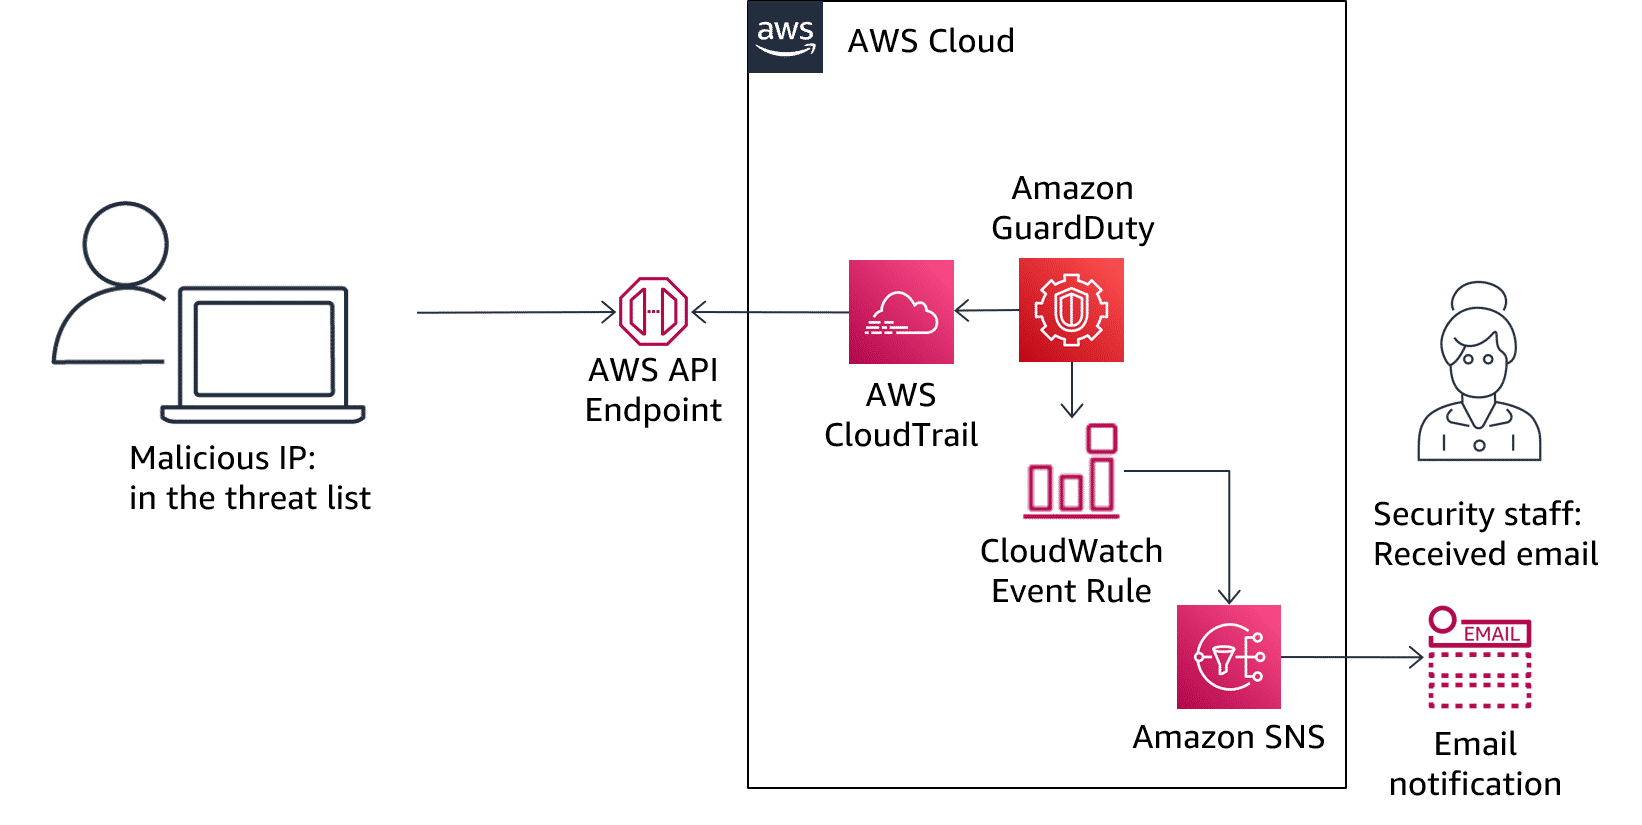 aws
AWS Cloud
Amazon
GuardDuty
AWS API
Endpoint
AWS
CloudTrail
Malicious IP:
in the threat list
CloudWatch
Event Rule
Security staff:
Received email
EMAIL
Amazon SNS
Email
notification